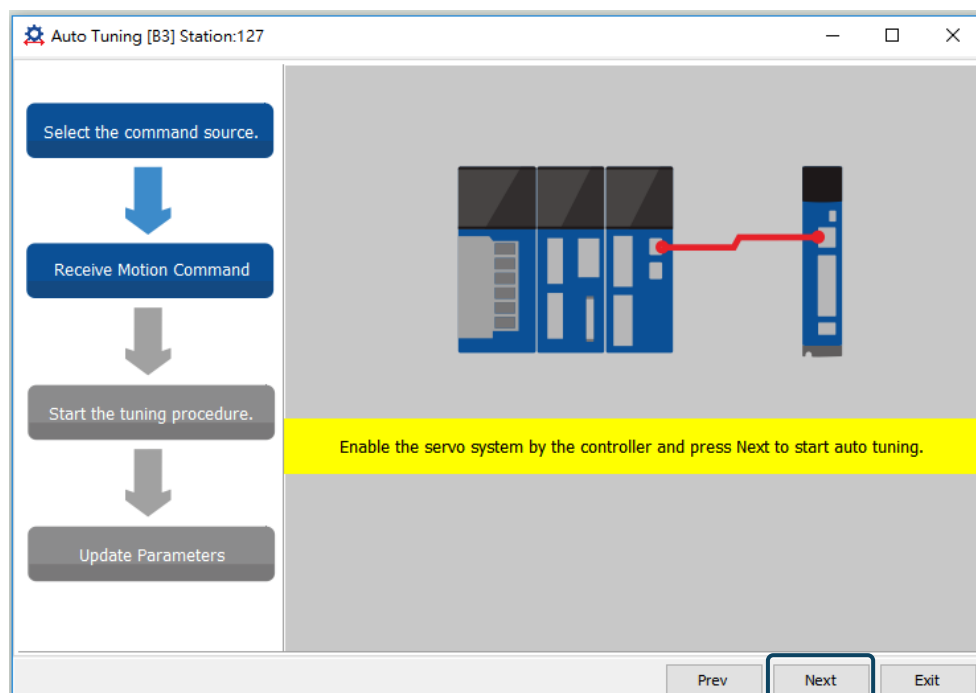 Auto Tuning [B3] Station:127
Select the command source.
Receive Motion Command
Start the tuning procedure.
Update Parameters
Enable the servo system by the controller and press Next to start auto tuning.
Prev Next Exit